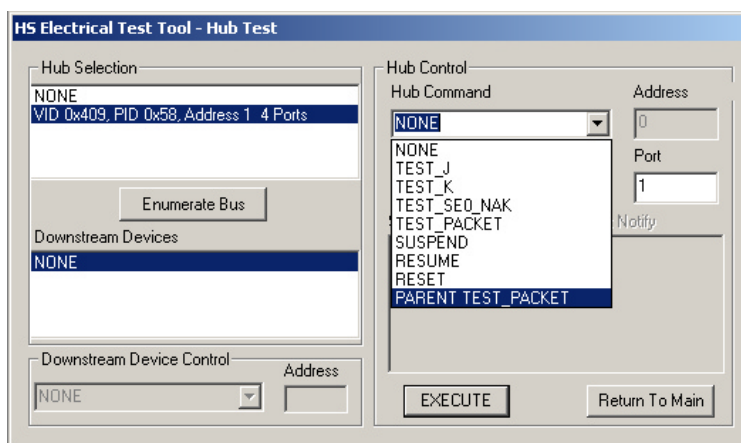 HS Electrical Test Tool - Hub Test
Hub Selection
NONE
VID 0x409, PID 0x58, Address 1 4 Ports
Enumerate Bus
Downstream Devices
NONE
Downstream Device Control
Address
NONE
Hub Control
Hub Command
Address
NONE
0
NONE
TEST_J
TEST_K
TEST_SE0_NAK
TEST_PACKET
SUSPEND
RESUME
RESET
PARENT TEST_PACKET
Port
1
Notify
EXECUTE
Return To Main